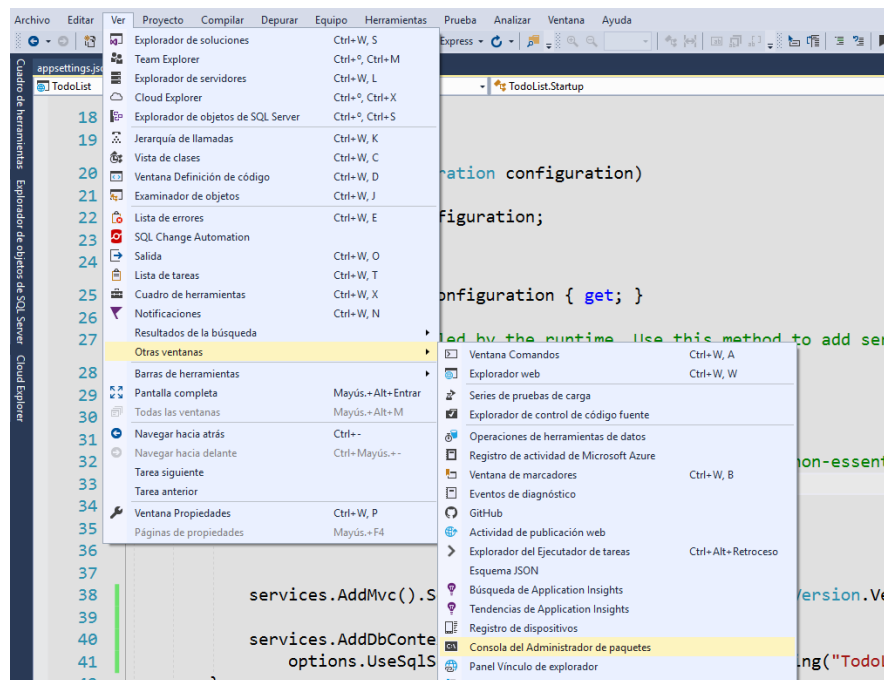 Archivo Editar Ver Proyecto Compilar Depurar Equipo Herramientas Prueba Analizar Ventana Ayuda
Express
appsettings.js
TodoList
TodoList.Startup
Cuadro de herramientas
Explorador de objetos de SQL Server
Cloud Explorer
Explorador de soluciones Ctrl+W, S
Team Explorer Ctrl+º, Ctrl+M
Explorador de servidores Ctrl+W, L
Cloud Explorer Ctrl+º, Ctrl+X
Explorador de objetos de SQL Server Ctrl+º, Ctrl+S
Jerarquía de llamadas Ctrl+W, K
Vista de clases Ctrl+W, C
Ventana Definición de código Ctrl+W, D
Examinador de objetos Ctrl+W, J
Lista de errores Ctrl+W, E
SQL Change Automation
Salida Ctrl+W, O
Lista de tareas Ctrl+W, T
Cuadro de herramientas Ctrl+W, X
Notificaciones Ctrl+W, N
Resultados de la búsqueda
Otras ventanas
Barras de herramientas
Pantalla completa Mayús.+Alt+Entrar
Todas las ventanas Mayús.+Alt+M
Navegar hacia atrás Ctrl+-
Navegar hacia delante Ctrl+Mayús.+-
Tarea siguiente
Tarea anterior
Ventana Propiedades Ctrl+W, P
Páginas de propiedades Mayús.+F4
Ventana Comandos Ctrl+W, A
Explorador web Ctrl+W, W
Series de pruebas de carga
Explorador de control de código fuente
Operaciones de herramientas de datos
Registro de actividad de Microsoft Azure
Ventana de marcadores Ctrl+W, B
Eventos de diagnóstico
GitHub
Actividad de publicación web
Explorador del Ejecutador de tareas Ctrl+Alt+Retroceso
Esquema JSON
Búsqueda de Application Insights
Tendencias de Application Insights
Registro de dispositivos
Consola del Administrador de paquetes
Panel Vínculo de explorador
18
19
20 ration configuration)
21
22 figuration;
23
24
25 onfiguration { get; }
26
27 led by the runtime. Use this method to add ser
28
29
30
31
32 non-essent
33
34
35
36
37
38 services.AddMvc().S Version.Ve
39
40 services.AddDbConte
41 options.UseSqlS ng("TodoL